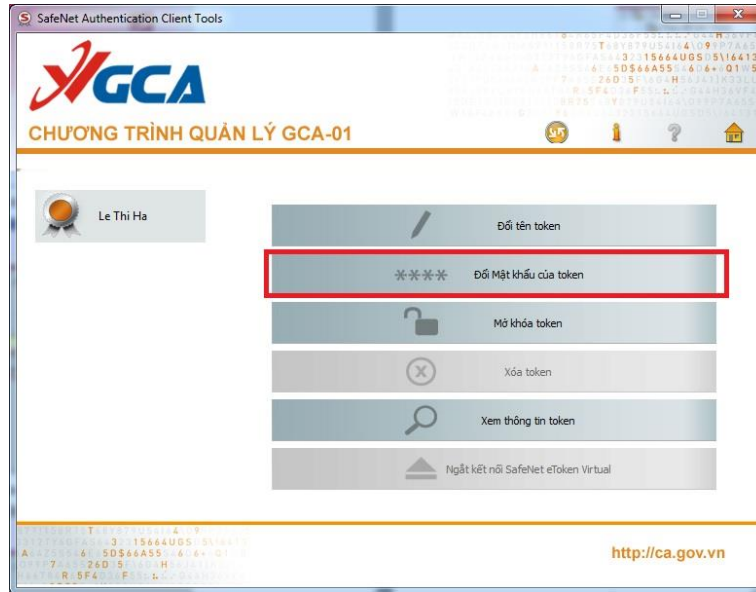 SafeNet Authentication Client Tools
GCA
CHƯƠNG TRÌNH QUẢN LÝ GCA-01
Le Thi Ha
Đổi tên token
Đổi Mật khẩu của token
Mở khóa token
Xóa token
Xem thông tin token
Ngắt kết nối SafeNet eToken Virtual
http://ca.gov.vn